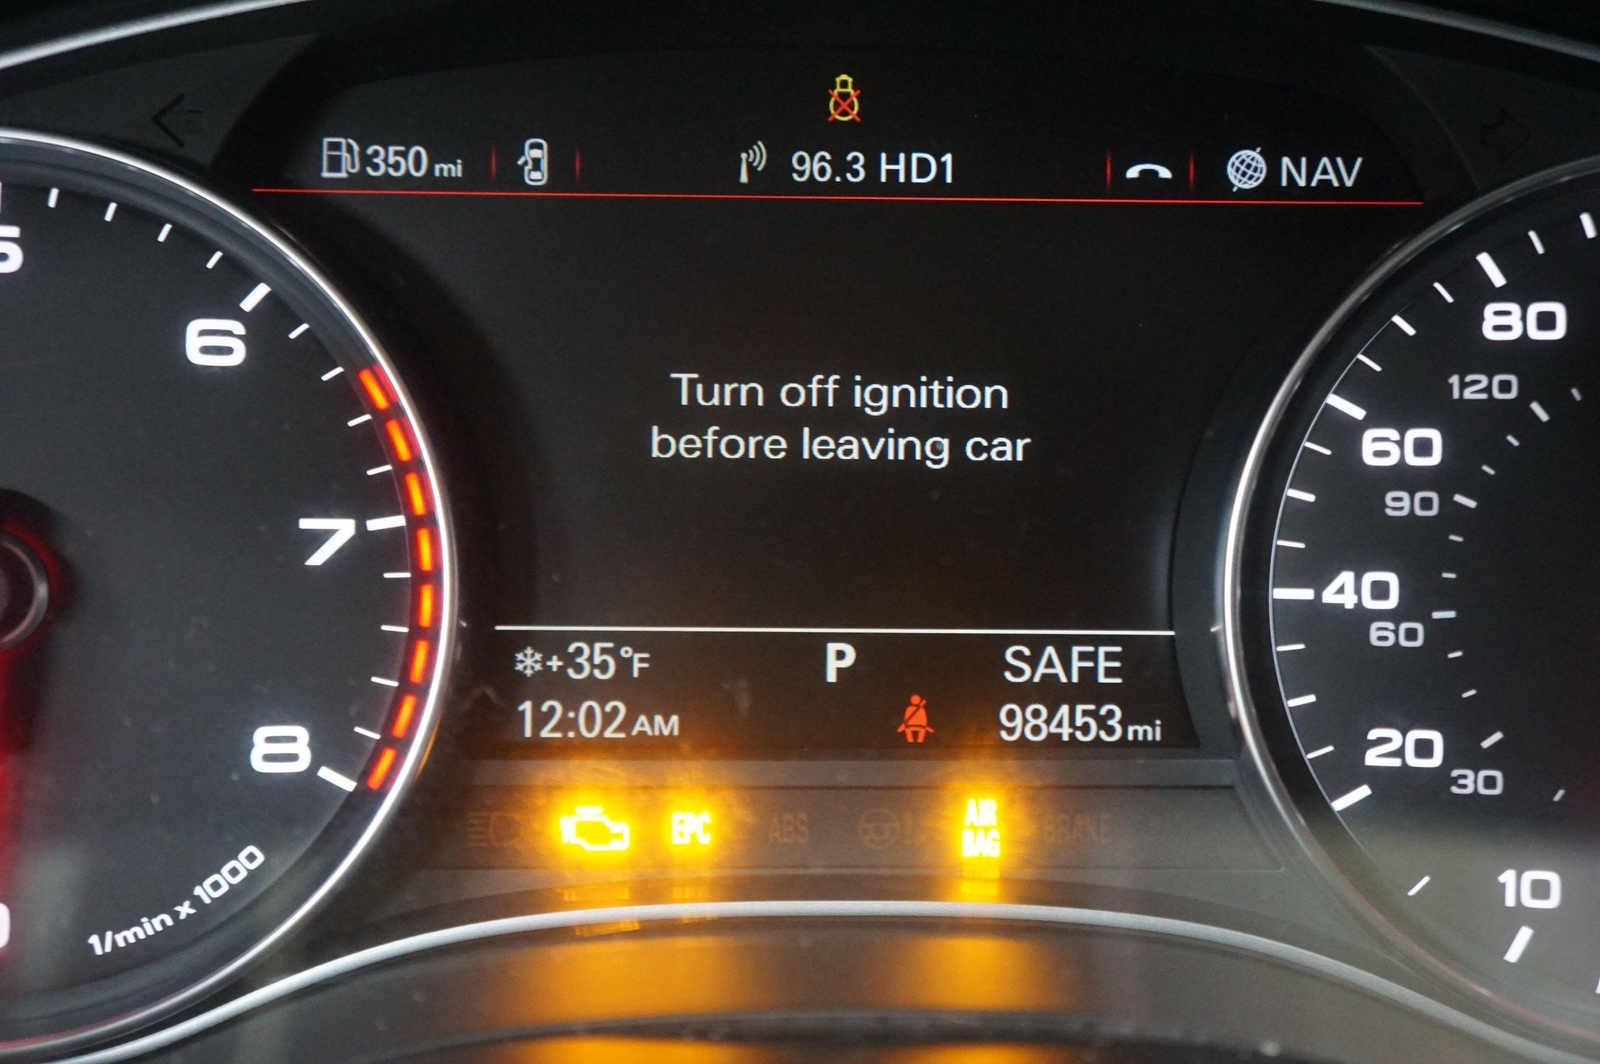 350 mi
96.3 HD1
NAV
Turn off ignition
before leaving car
+35°F
P
SAFE
12:02 AM
98453 mi
EPC
ABS
AIR
BAG
BRAKE
5
6
7
8
1/min x 1000
80
120
60
90
40
60
20
30
10